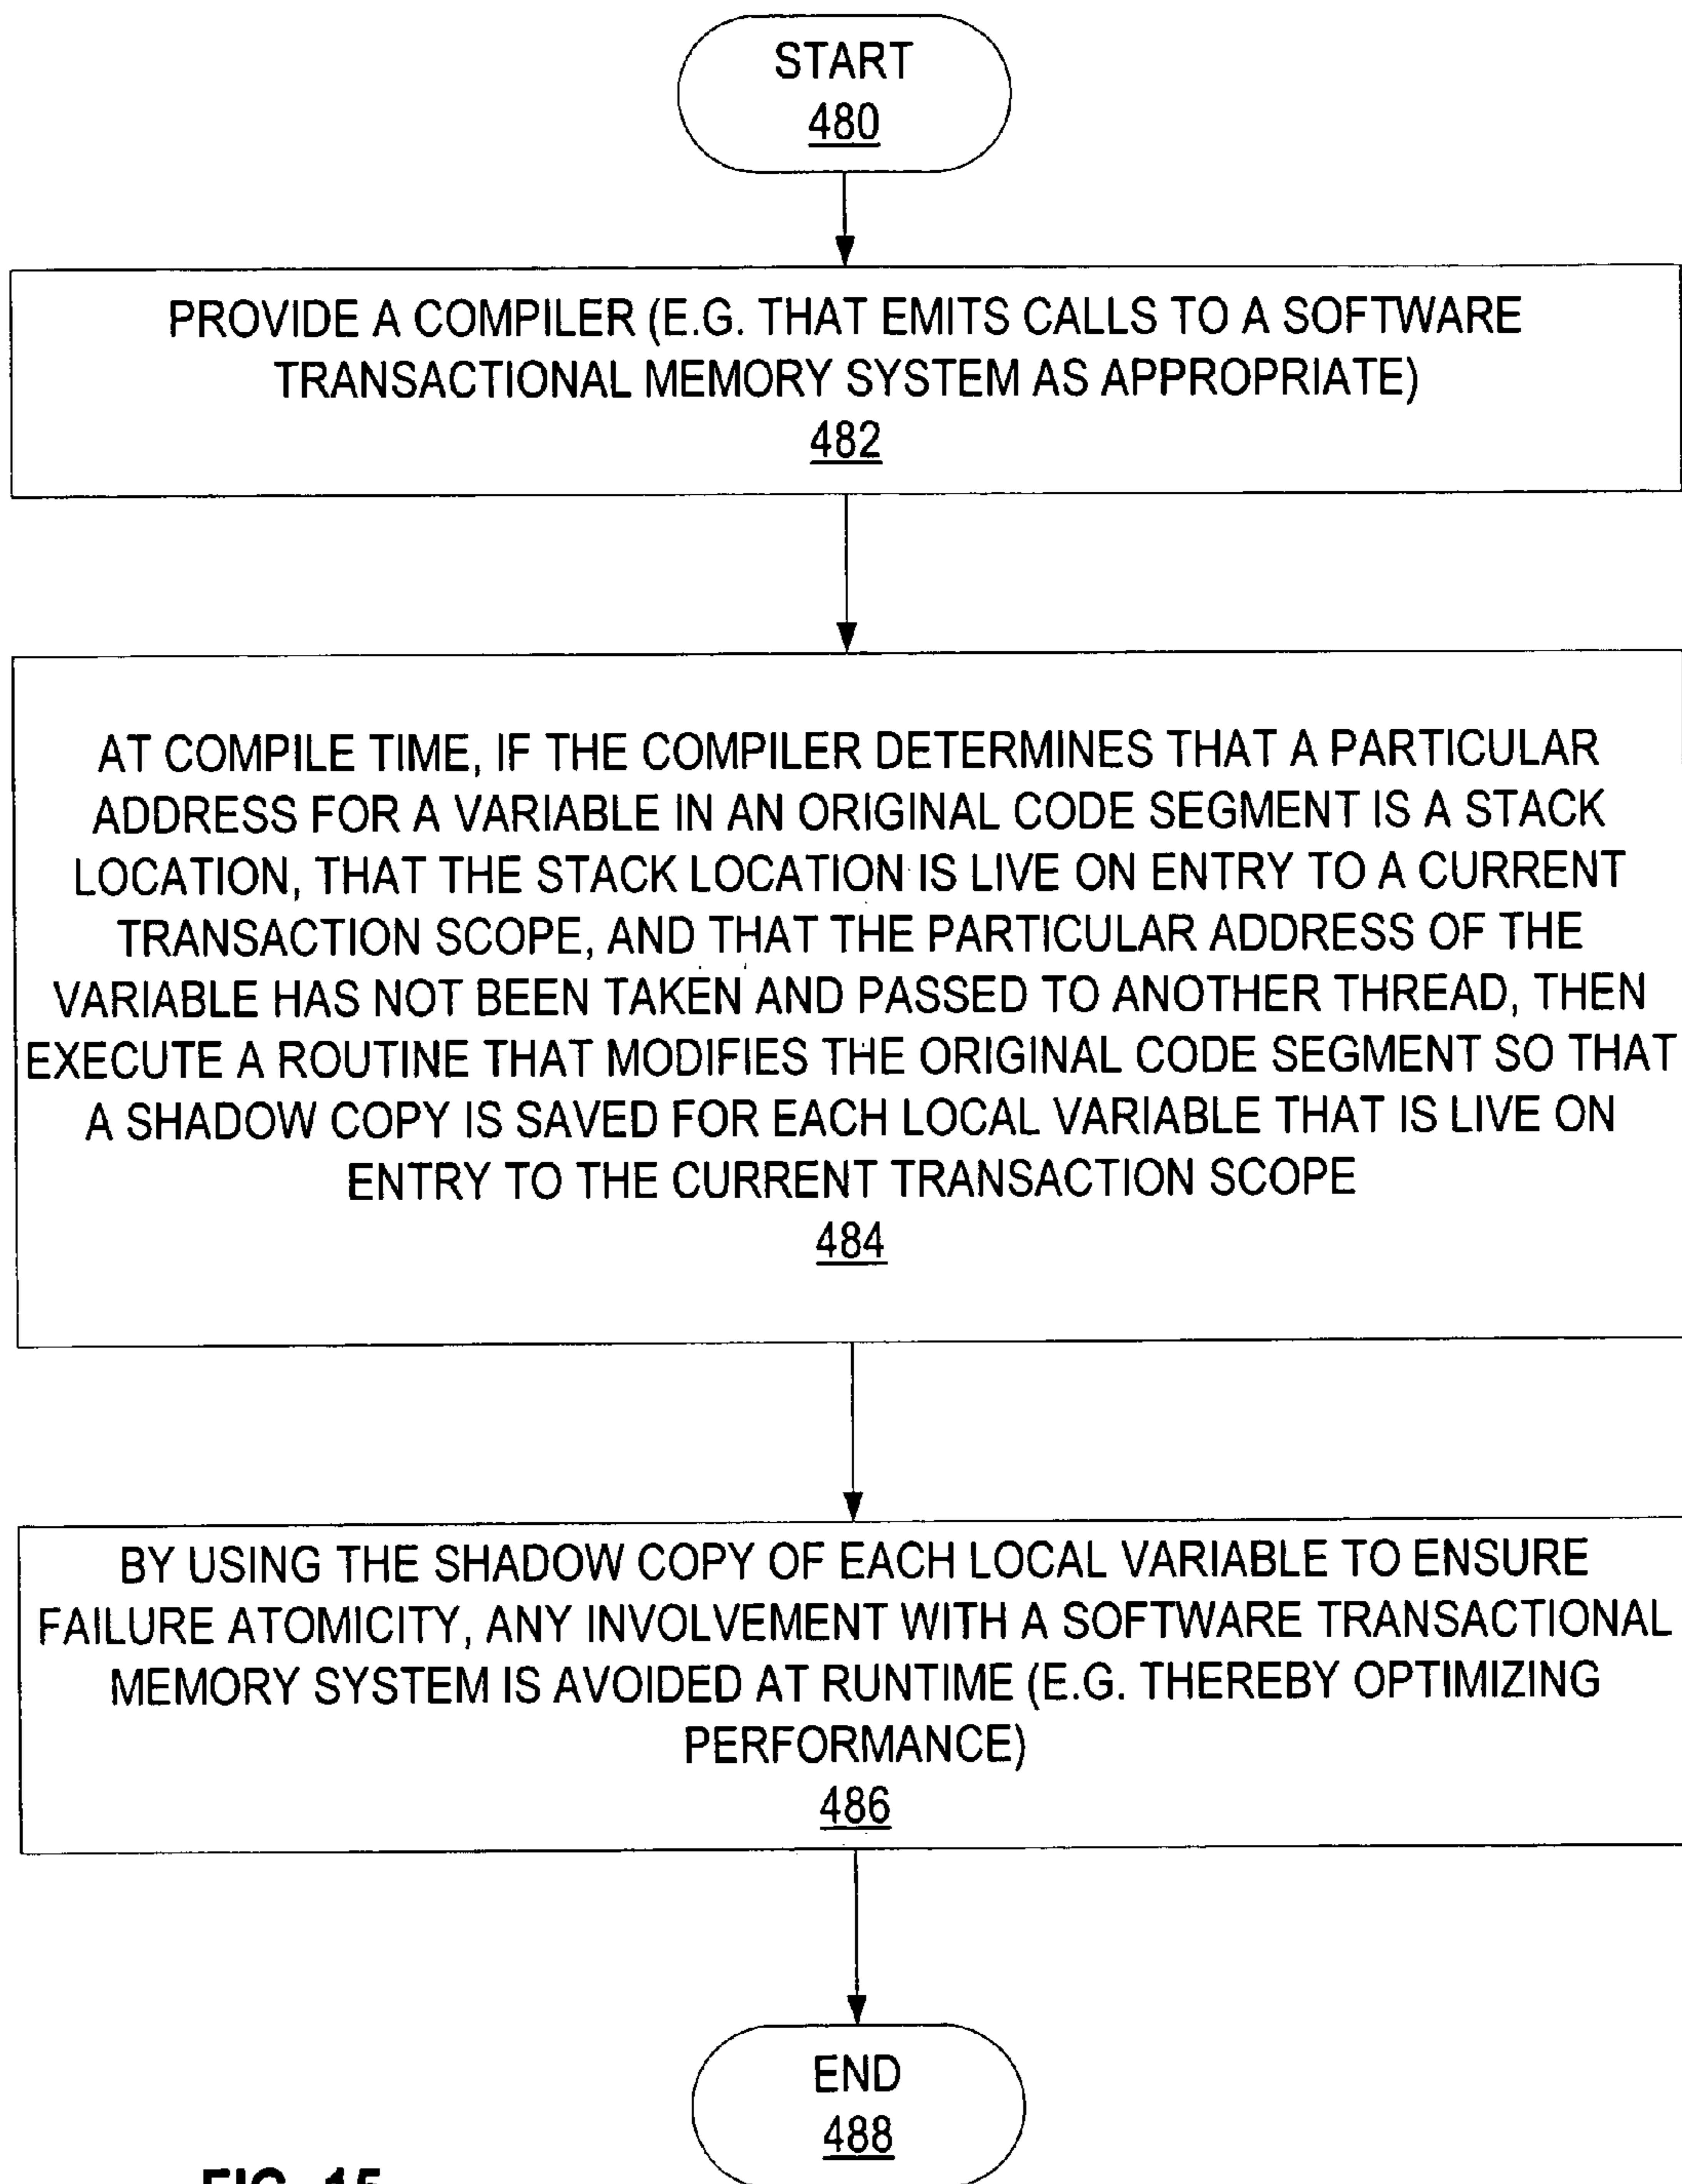 START
480
PROVIDE A COMPILER (E.G. THAT EMITS CALLS TO A SOFTWARE
TRANSACTIONAL MEMORY SYSTEM AS APPROPRIATE)
482
AT COMPILE TIME, IF THE COMPILER DETERMINES THAT A PARTICULAR
ADDRESS FOR A VARIABLE IN AN ORIGINAL CODE SEGMENT IS A STACK
LOCATION, THAT THE STACK LOCATION IS LIVE ON ENTRY TO A CURRENT
TRANSACTION SCOPE, AND THAT THE PARTICULAR ADDRESS OF THE
VARIABLE HAS NOT BEEN TAKEN AND PASSED TO ANOTHER THREAD, THEN
EXECUTE A ROUTINE THAT MODIFIES THE ORIGINAL CODE SEGMENT SO THAT
A SHADOW COPY IS SAVED FOR EACH LOCAL VARIABLE THAT IS LIVE ON
ENTRY TO THE CURRENT TRANSACTION SCOPE
484
BY USING THE SHADOW COPY OF EACH LOCAL VARIABLE TO ENSURE
FAILURE ATOMICITY, ANY INVOLVEMENT WITH A SOFTWARE TRANSACTIONAL
MEMORY SYSTEM IS AVOIDED AT RUNTIME (E.G. THEREBY OPTIMIZING
PERFORMANCE)
486
END
488
FIG. 15